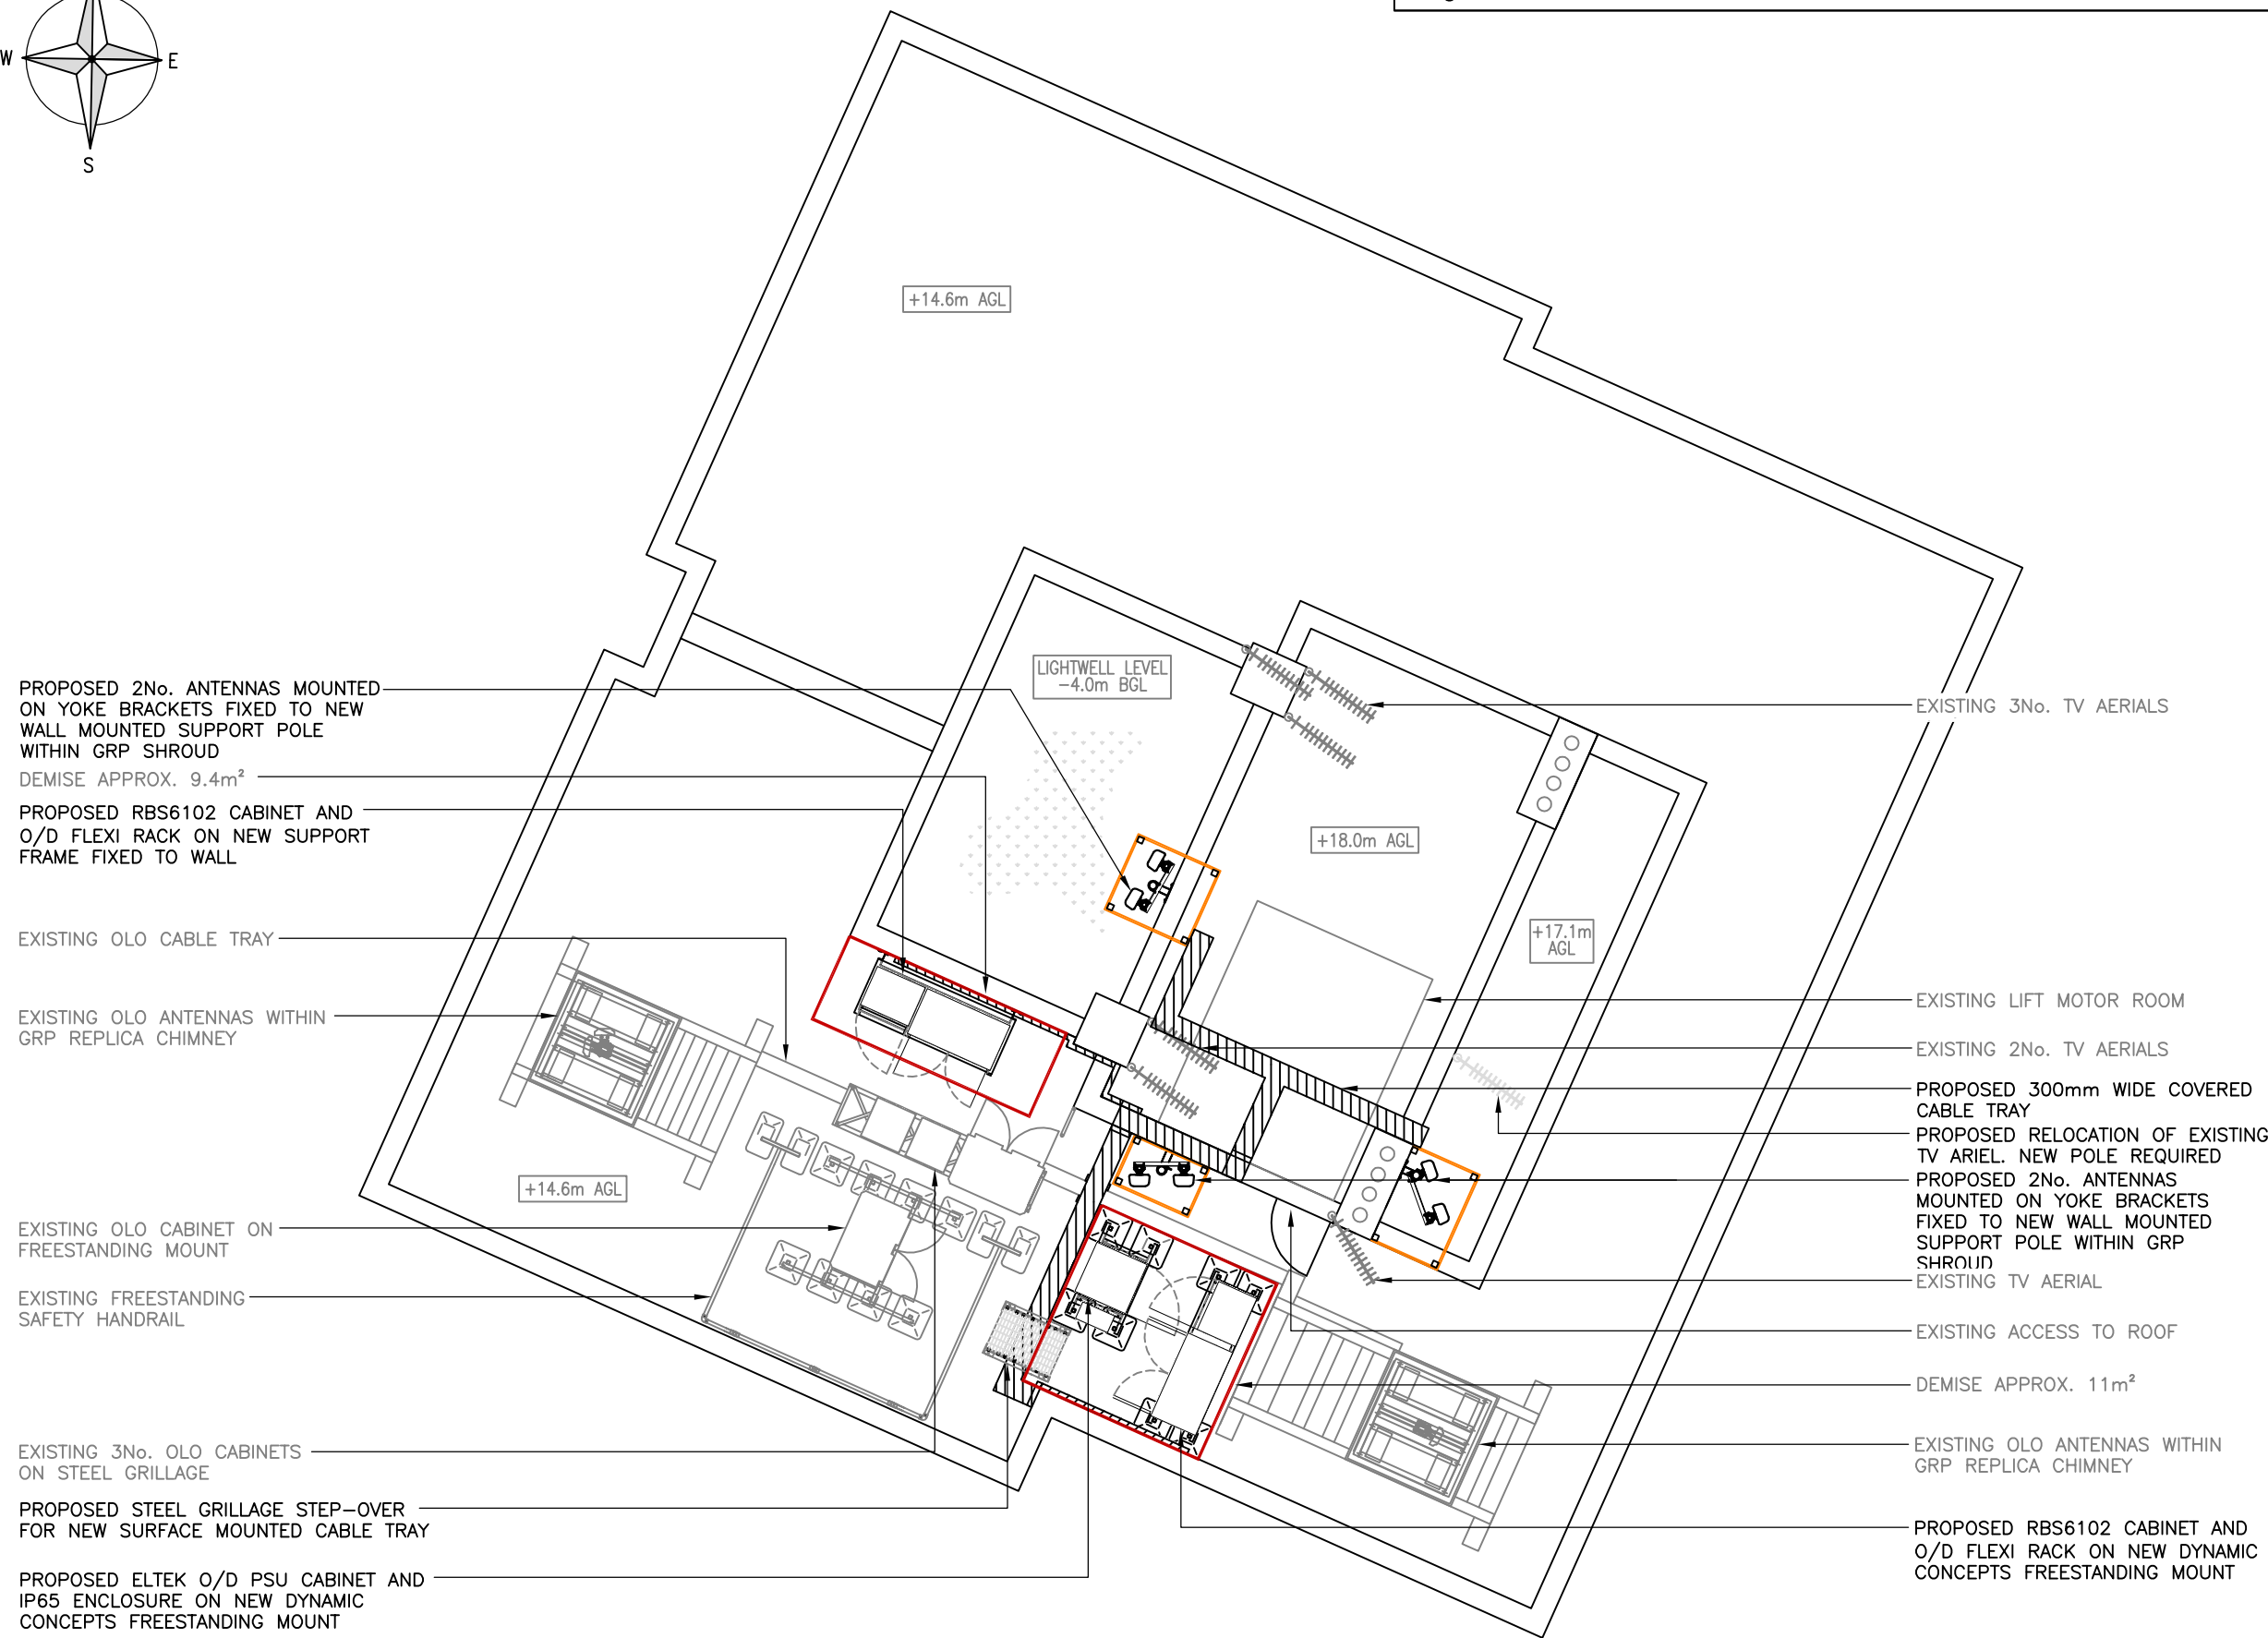 W
E
S
+14.6m AGL
LIGHTWELL LEVEL
-4.0m BGL
+18.0m AGL
+17.1m
AGL
+14.6m AGL
PROPOSED 2No. ANTENNAS MOUNTED
ON YOKE BRACKETS FIXED TO NEW
WALL MOUNTED SUPPORT POLE
WITHIN GRP SHROUD
DEMISE APPROX. 9.4m²
PROPOSED RBS6102 CABINET AND
O/D FLEXI RACK ON NEW SUPPORT
FRAME FIXED TO WALL
EXISTING OLO CABLE TRAY
EXISTING OLO ANTENNAS WITHIN
GRP REPLICA CHIMNEY
EXISTING OLO CABINET ON
FREESTANDING MOUNT
EXISTING FREESTANDING
SAFETY HANDRAIL
EXISTING 3No. OLO CABINETS
ON STEEL GRILLAGE
PROPOSED STEEL GRILLAGE STEP-OVER
FOR NEW SURFACE MOUNTED CABLE TRAY
PROPOSED ELTEK O/D PSU CABINET AND
IP65 ENCLOSURE ON NEW DYNAMIC
CONCEPTS FREESTANDING MOUNT
EXISTING 3No. TV AERIALS
EXISTING LIFT MOTOR ROOM
EXISTING 2No. TV AERIALS
PROPOSED 300mm WIDE COVERED
CABLE TRAY
PROPOSED RELOCATION OF EXISTING
TV ARIEL. NEW POLE REQUIRED
PROPOSED 2No. ANTENNAS
MOUNTED ON YOKE BRACKETS
FIXED TO NEW WALL MOUNTED
SUPPORT POLE WITHIN GRP
SHROUD
EXISTING TV AERIAL
EXISTING ACCESS TO ROOF
DEMISE APPROX. 11m²
EXISTING OLO ANTENNAS WITHIN
GRP REPLICA CHIMNEY
PROPOSED RBS6102 CABINET AND
O/D FLEXI RACK ON NEW DYNAMIC
CONCEPTS FREESTANDING MOUNT